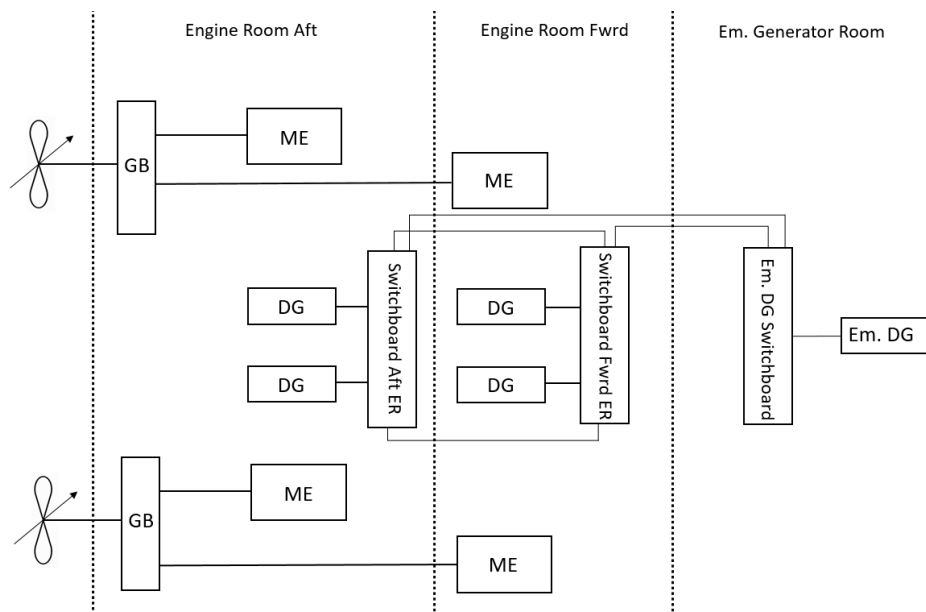 Engine Room Aft
Engine Room Fwrd
Em. Generator Room
GB
ME
ME
Switchboard Aft ER
Switchboard Fwrd ER
Em. DG Switchboard
DG
DG
Em. DG
DG
DG
GB
ME
ME